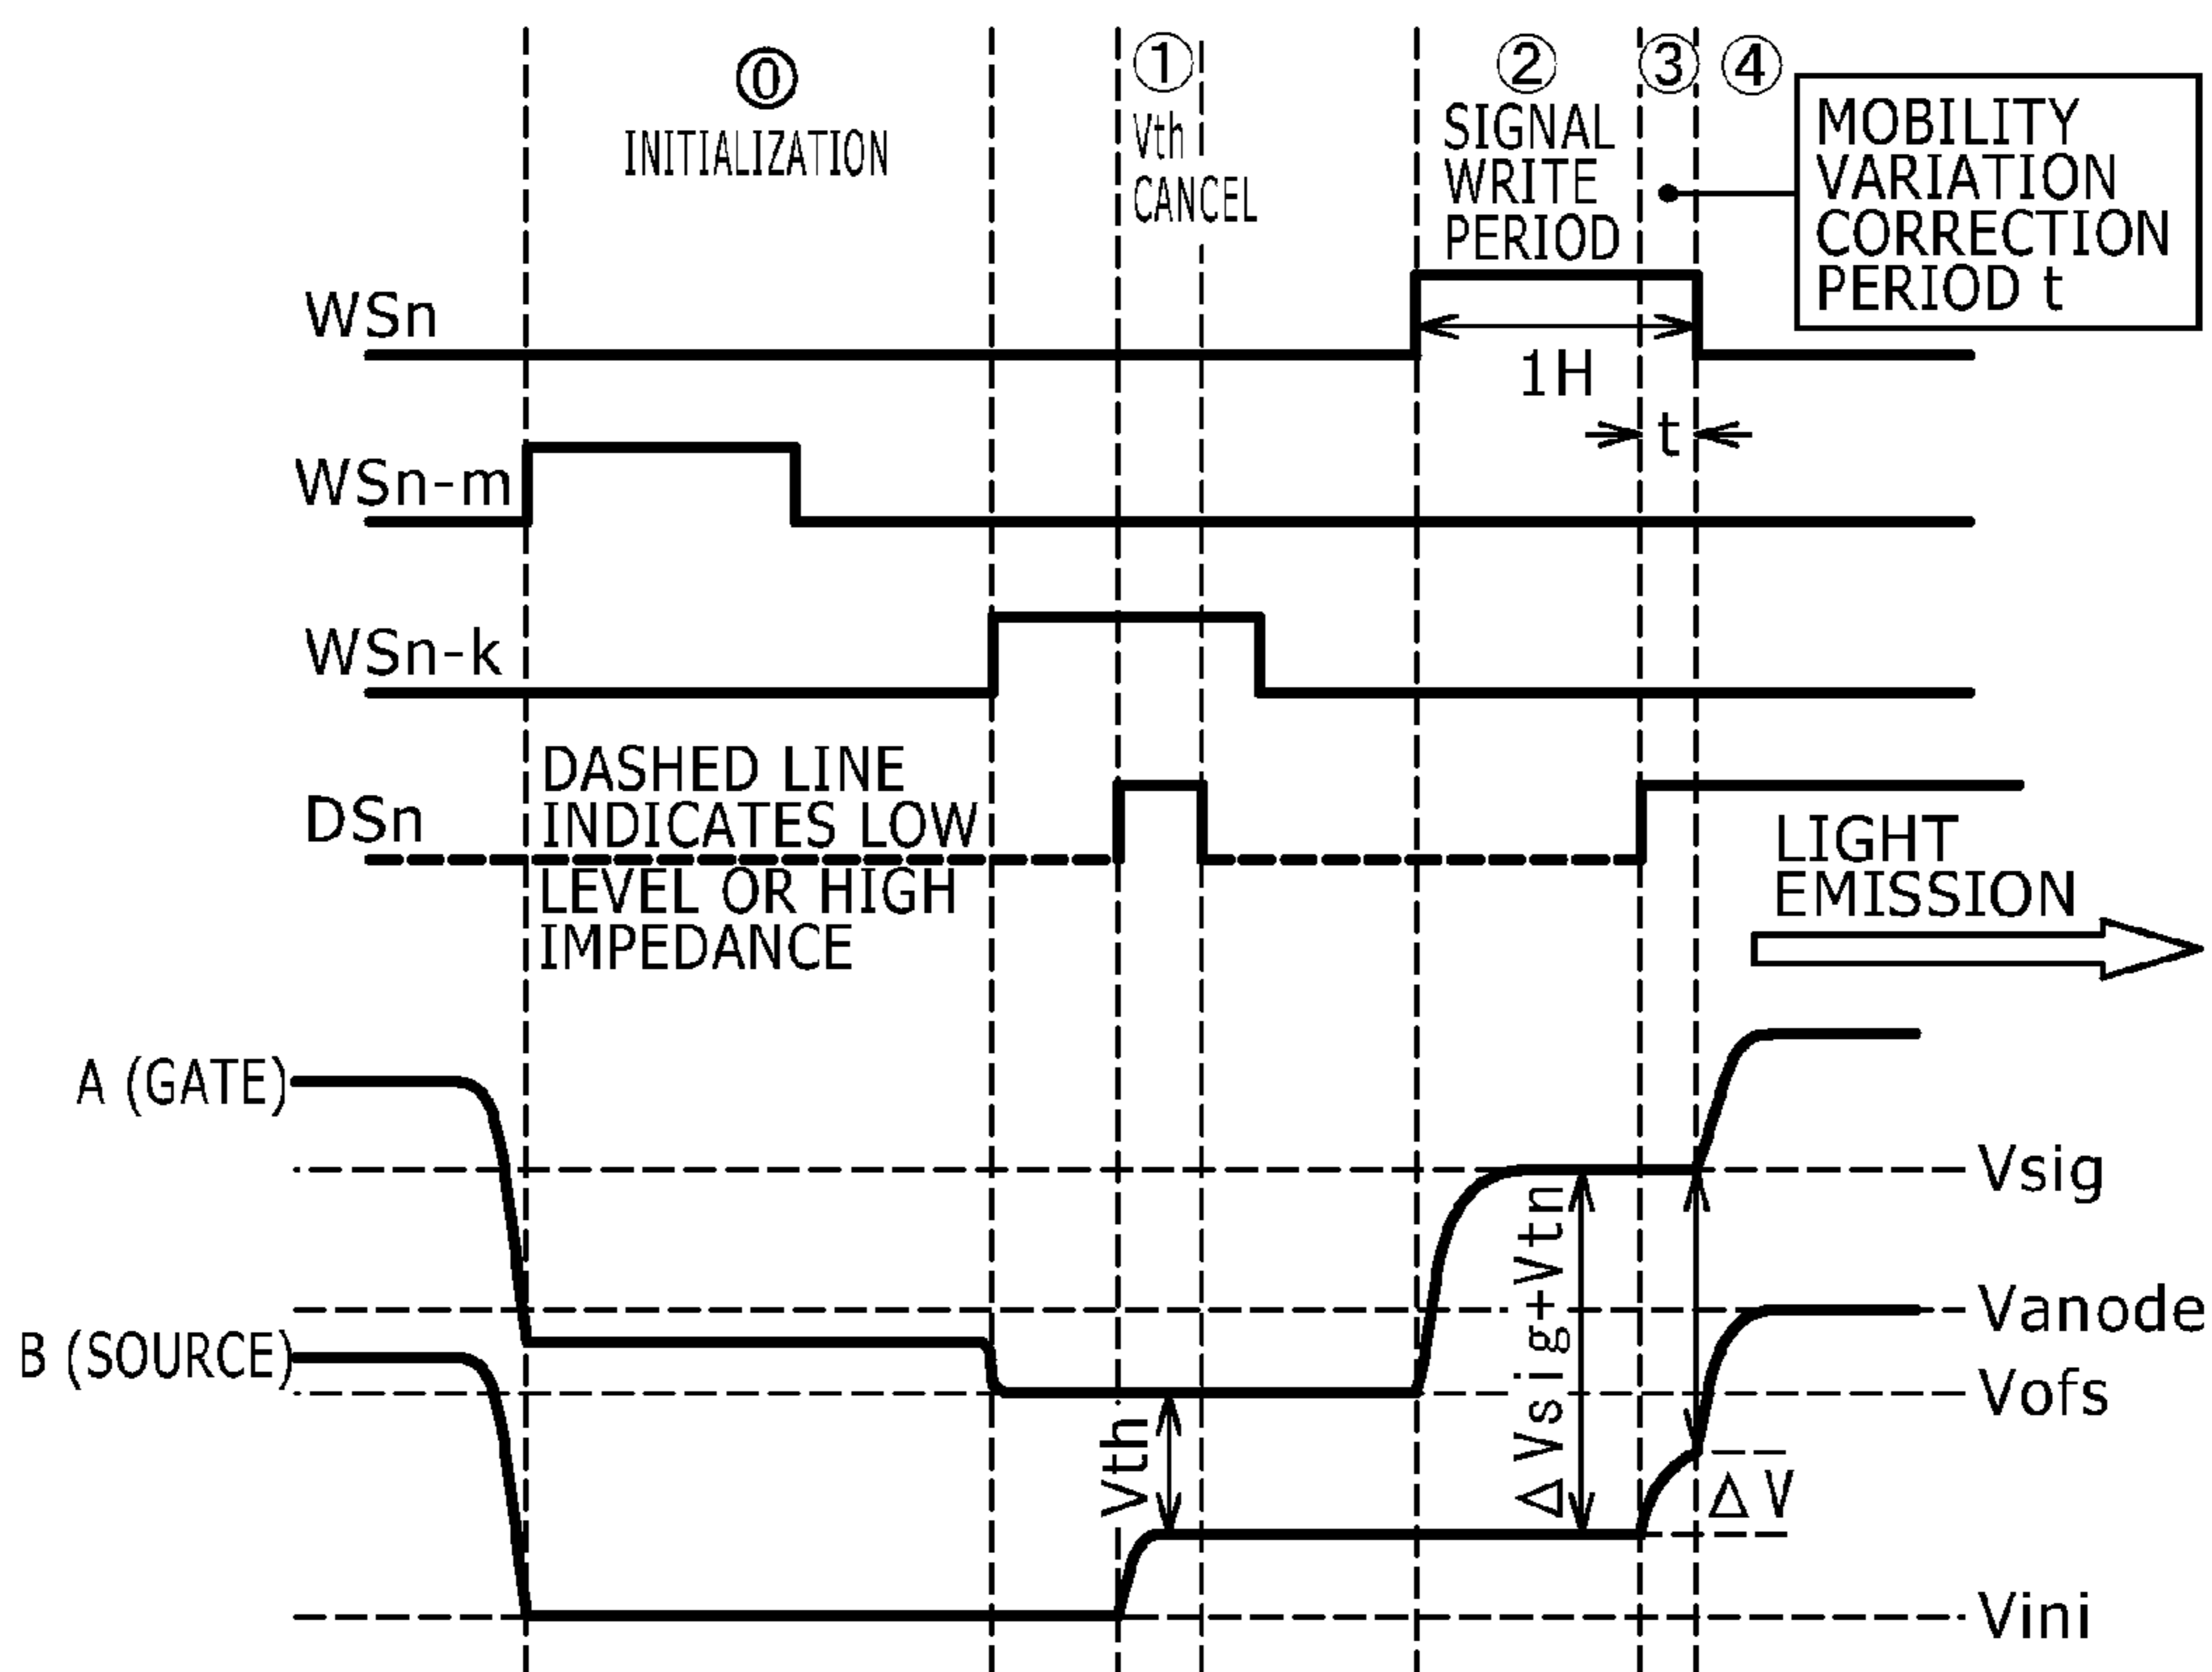 ⓪
INITIALIZATION
①
Vth
CANCEL
②
SIGNAL
WRITE
PERIOD
③
④
MOBILITY
VARIATION
CORRECTION
PERIOD t
WSn
1H
t
WSn-m
WSn-k
DSn
DASHED LINE
INDICATES LOW
LEVEL OR HIGH
IMPEDANCE
LIGHT
EMISSION
A (GATE)
Vsig
Vanode
B (SOURCE)
Vofs
Vth
ΔVsig+Vtn
ΔV
Vini